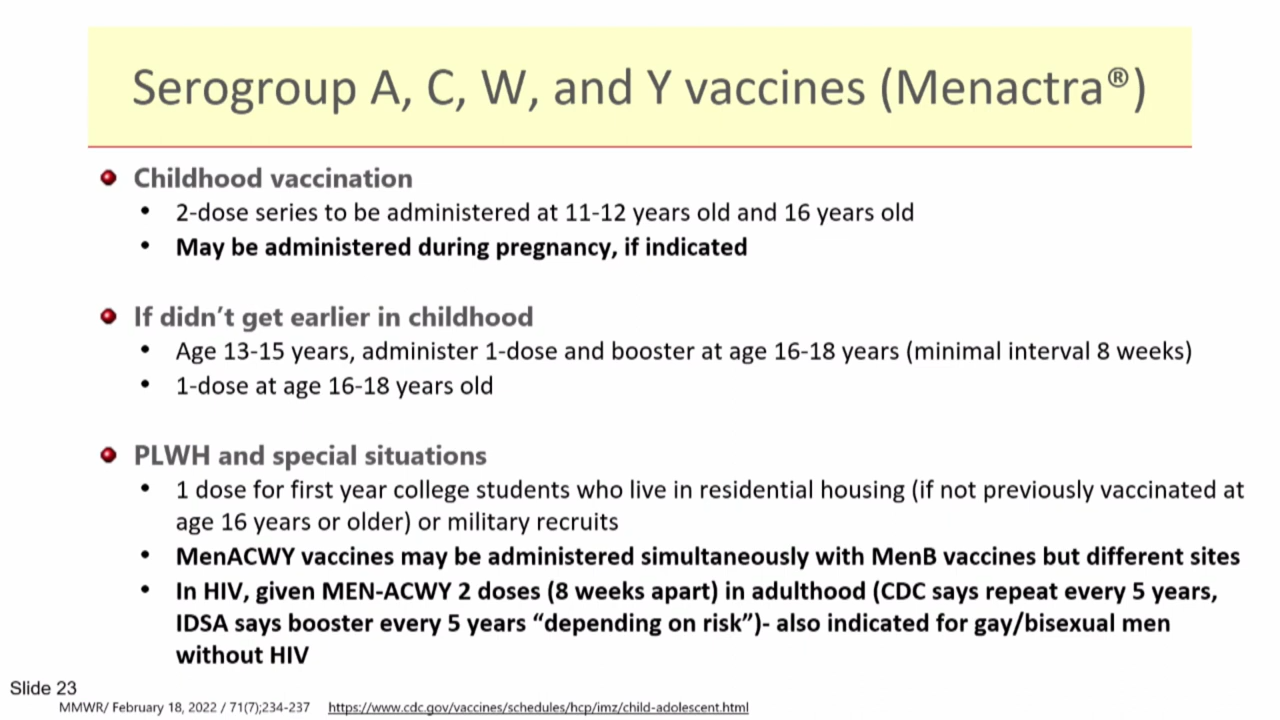 Serogroup A, C, W, and Y vaccines (Menactra®)
Childhood vaccination
• 2-dose series to be administered at 11-12 years old and 16 years old
• May be administered during pregnancy, if indicated
If didn’t get earlier in childhood
• Age 13-15 years, administer 1-dose and booster at age 16-18 years (minimal interval 8 weeks)
• 1-dose at age 16-18 years old
PLWH and special situations
• 1 dose for first year college students who live in residential housing (if not previously vaccinated at
age 16 years or older) or military recruits
• MenACWY vaccines may be administered simultaneously with MenB vaccines but different sites
• In HIV, given MEN-ACWY 2 doses (8 weeks apart) in adulthood (CDC says repeat every 5 years,
IDSA says booster every 5 years “depending on risk”)- also indicated for gay/bisexual men
without HIV
Slide 23
MMWR/ February 18, 2022 / 71(7);234-237 https://www.cdc.gov/vaccines/schedules/hcp/imz/child-adolescent.html